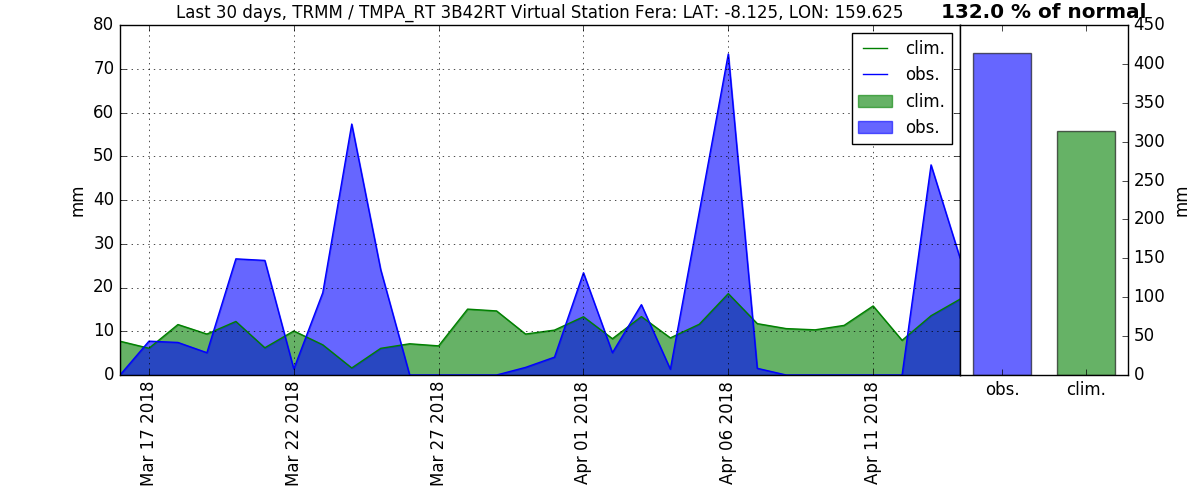 Last 30 days, TRMM / TMPA_RT 3B42RT Virtual Station Fera: LAT: -8.125, LON: 159.625
132.0 % of normal
80
70
60
50
40
30
20
10
0
mm
clim.
obs.
clim.
obs.
Mar 17 2018
Mar 22 2018
Mar 27 2018
Apr 01 2018
Apr 06 2018
Apr 11 2018
450
400
350
300
250
200
150
100
50
0
mm
obs.
clim.